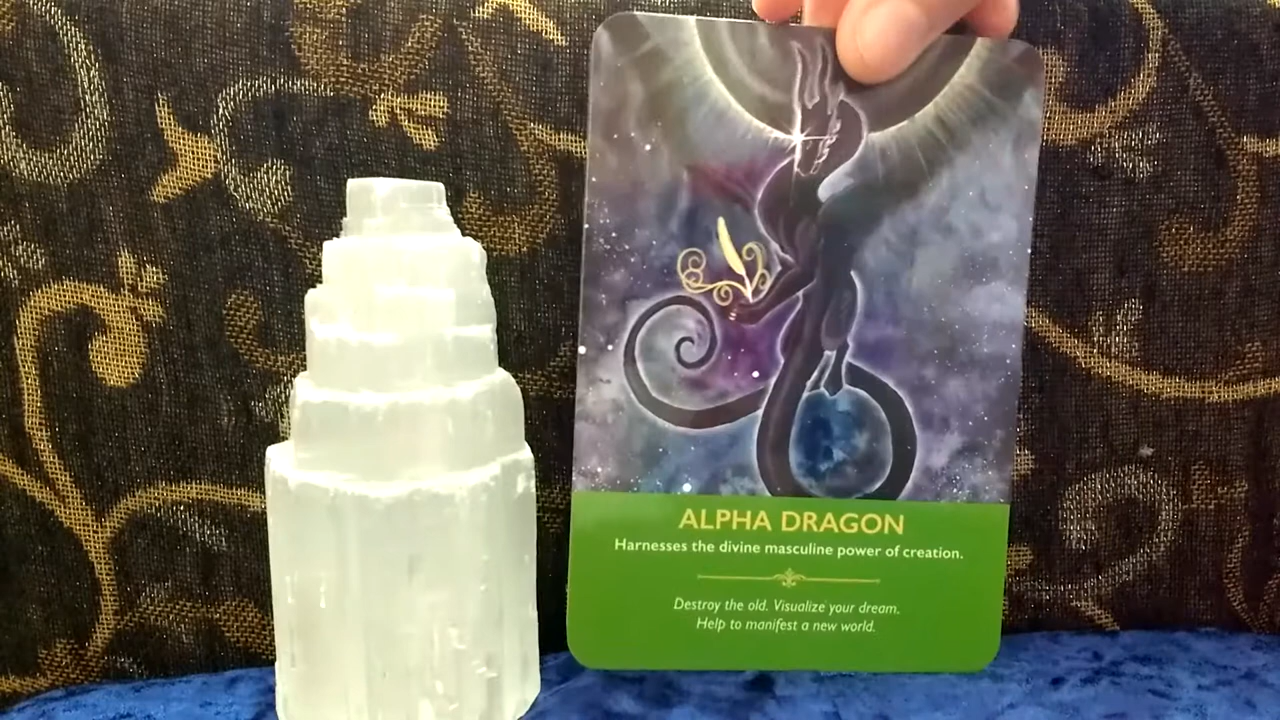 ALPHA DRAGON
Harnesses the divine masculine power of creation.
Destroy the old. Visualize your dream.
Help to manifest a new world.